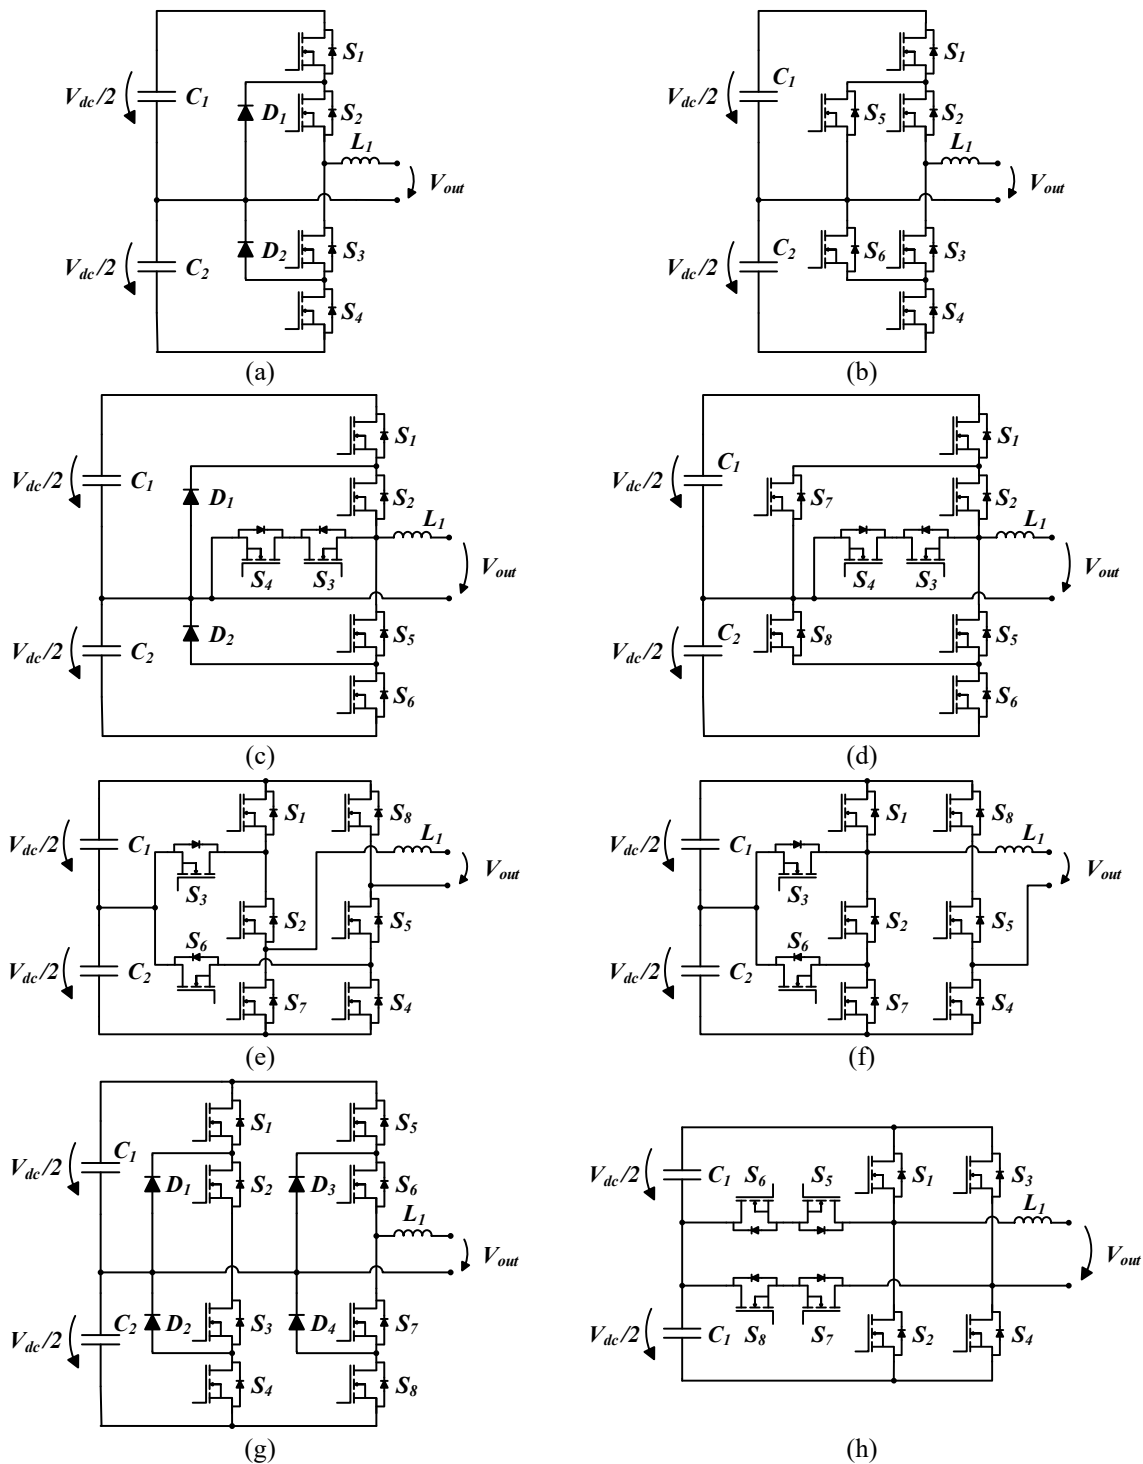 S1
Vdc/2
C1
D1
S2
L1
Vout
Vdc/2
C2
D2
S3
S4
(a)
S1
Vdc/2
C1
S5
S2
L1
Vout
Vdc/2
C2
S6
S3
S4
(b)
S1
Vdc/2
C1
D1
S2
L1
S4
S3
Vout
Vdc/2
C2
D2
S5
S6
(c)
S1
Vdc/2
C1
S7
S2
L1
S4
S3
Vout
Vdc/2
C2
S8
S5
S6
(d)
S1
S8
Vdc/2
C1
L1
S3
Vout
S2
S5
S6
Vdc/2
C2
S7
S4
(e)
S1
S8
Vdc/2
C1
L1
S3
Vout
S2
S5
S6
Vdc/2
C2
S7
S4
(f)
S1
S5
Vdc/2
C1
D1
S2
D3
S6
L1
Vout
Vdc/2
C2
D2
S3
D4
S7
S4
S8
(g)
Vdc/2
C1
S6
S5
S1
S3
L1
Vout
Vdc/2
C1
S8
S7
S2
S4
(h)